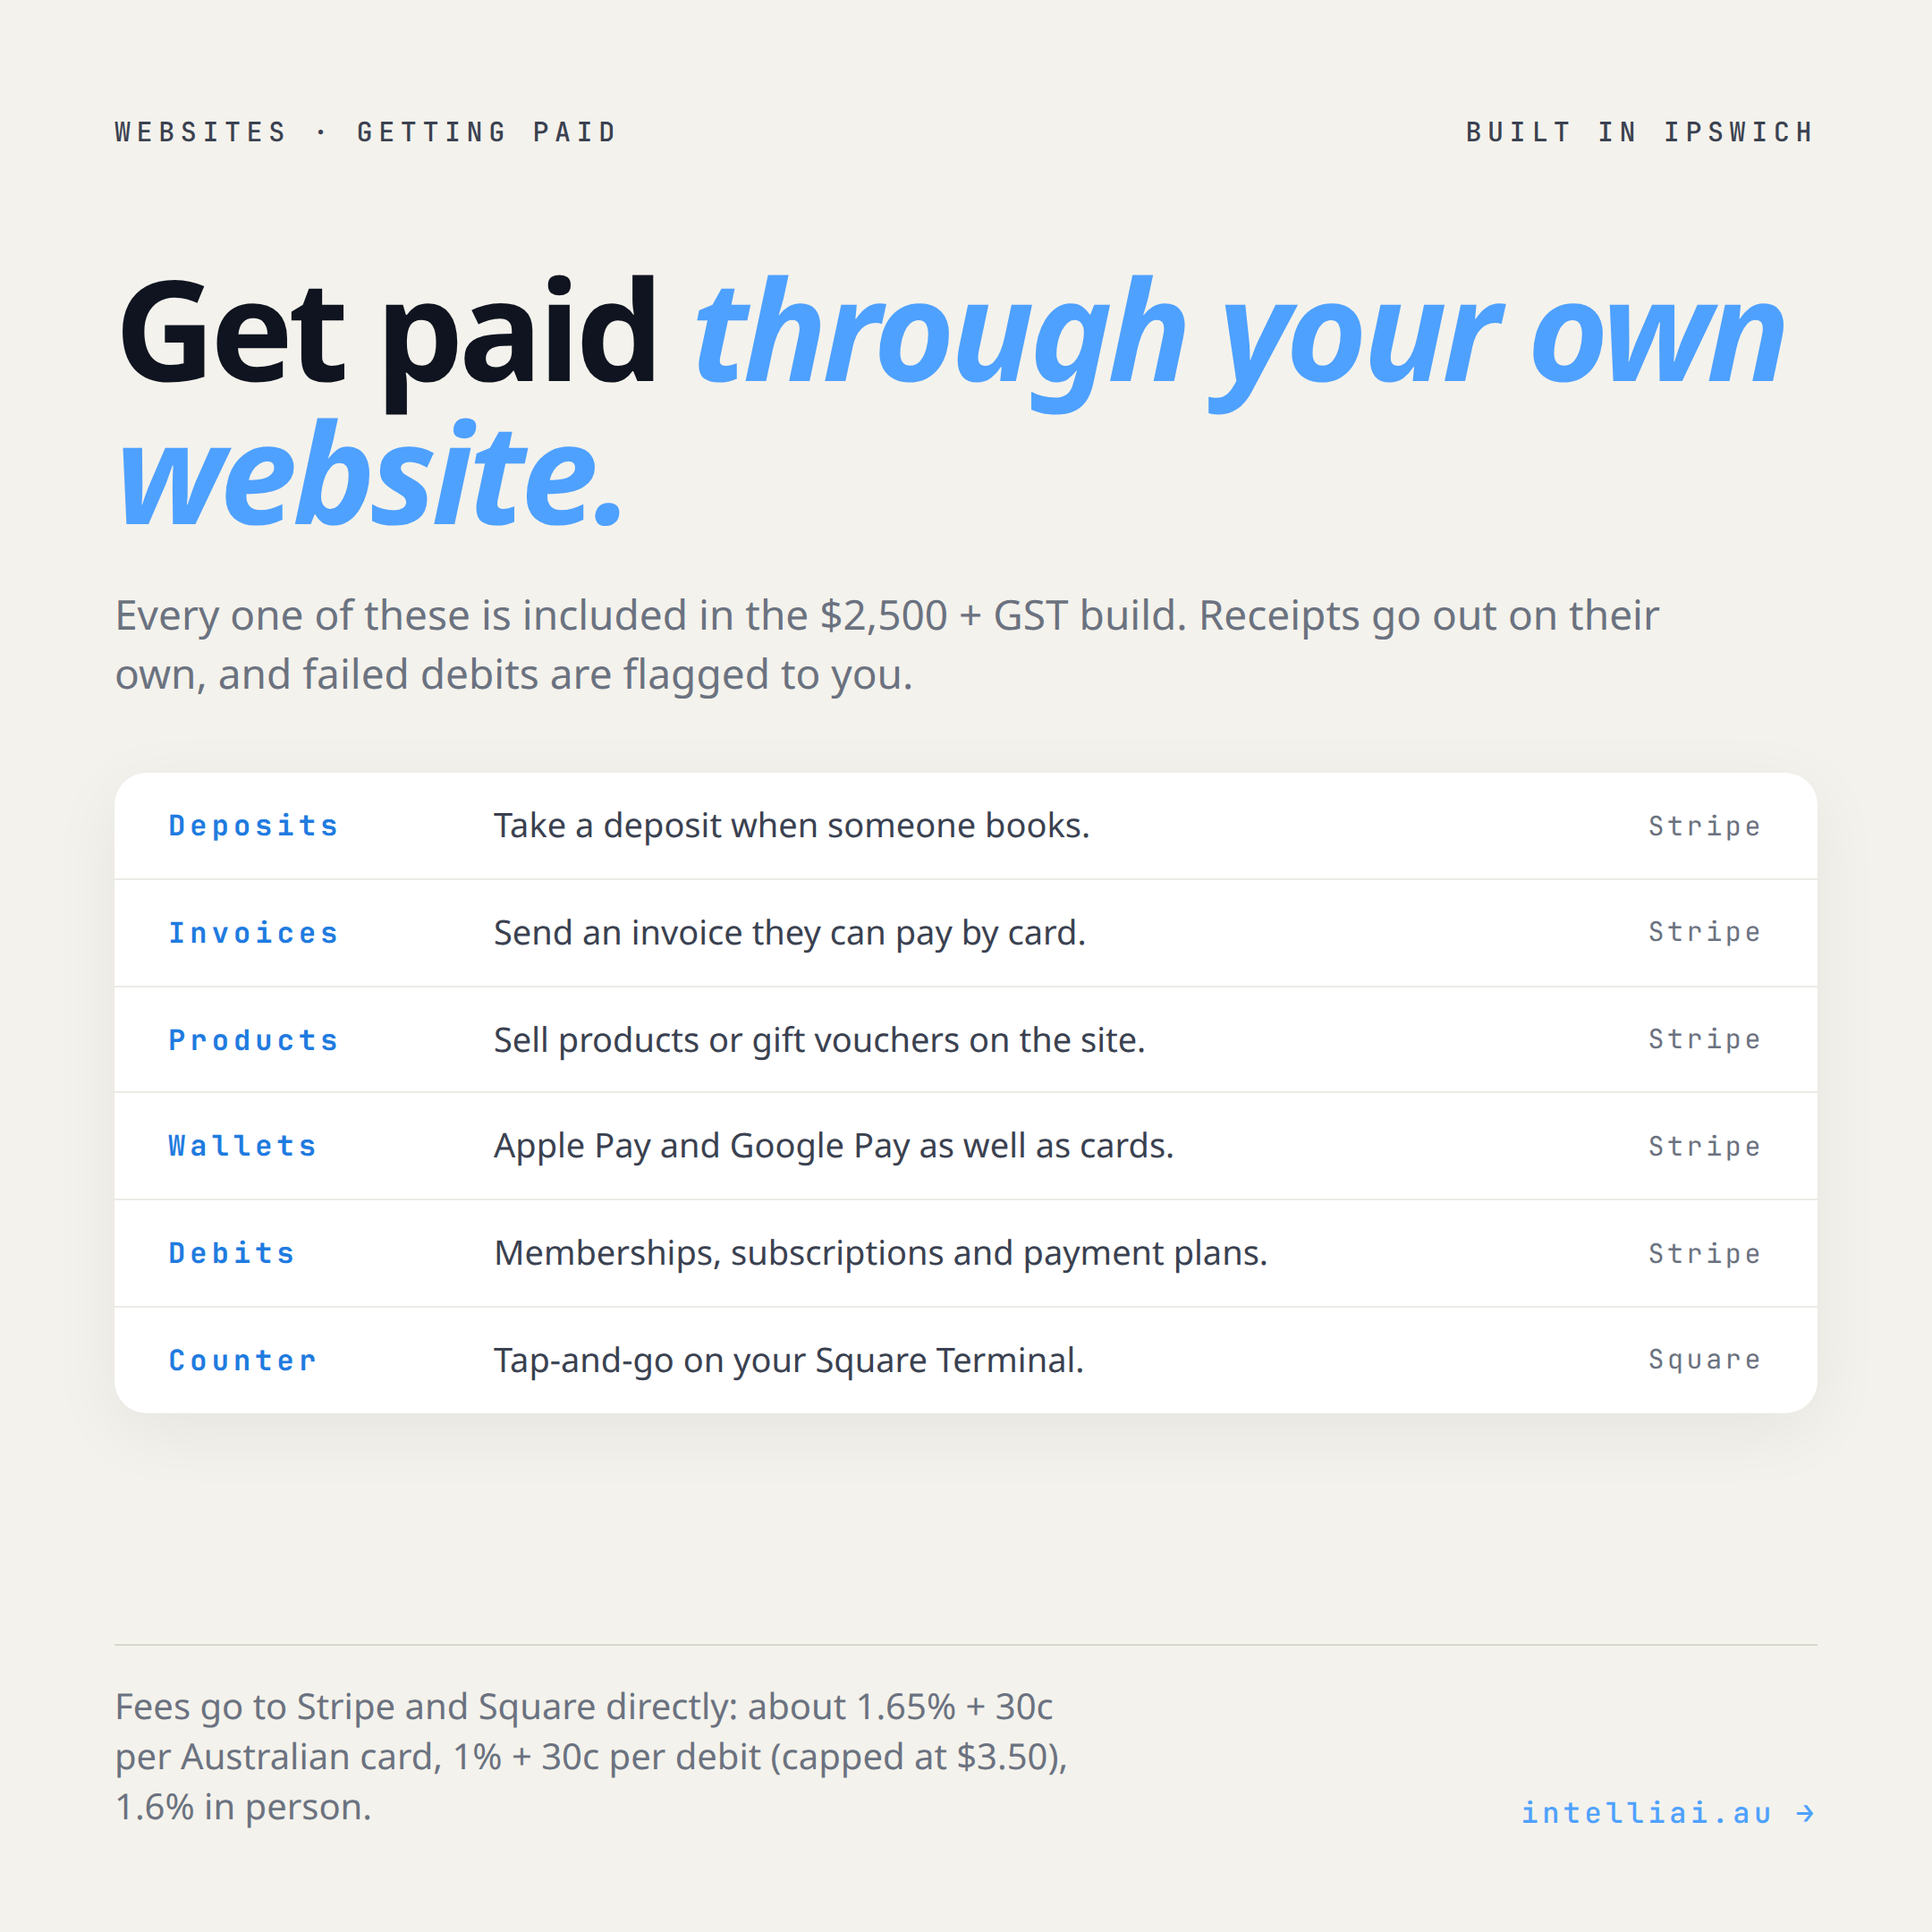 WEBSITES · GETTING PAID
BUILT IN IPSWICH
Get paid through your own
website.
Every one of these is included in the $2,500 + GST build. Receipts go out on their
own, and failed debits are flagged to you.
Deposits Take a deposit when someone books. Stripe
Invoices Send an invoice they can pay by card. Stripe
Products Sell products or gift vouchers on the site. Stripe
Wallets Apple Pay and Google Pay as well as cards. Stripe
Debits Memberships, subscriptions and payment plans. Stripe
Counter Tap-and-go on your Square Terminal. Square
Fees go to Stripe and Square directly: about 1.65% + 30c
per Australian card, 1% + 30c per debit (capped at $3.50),
1.6% in person.
intelliai.au →